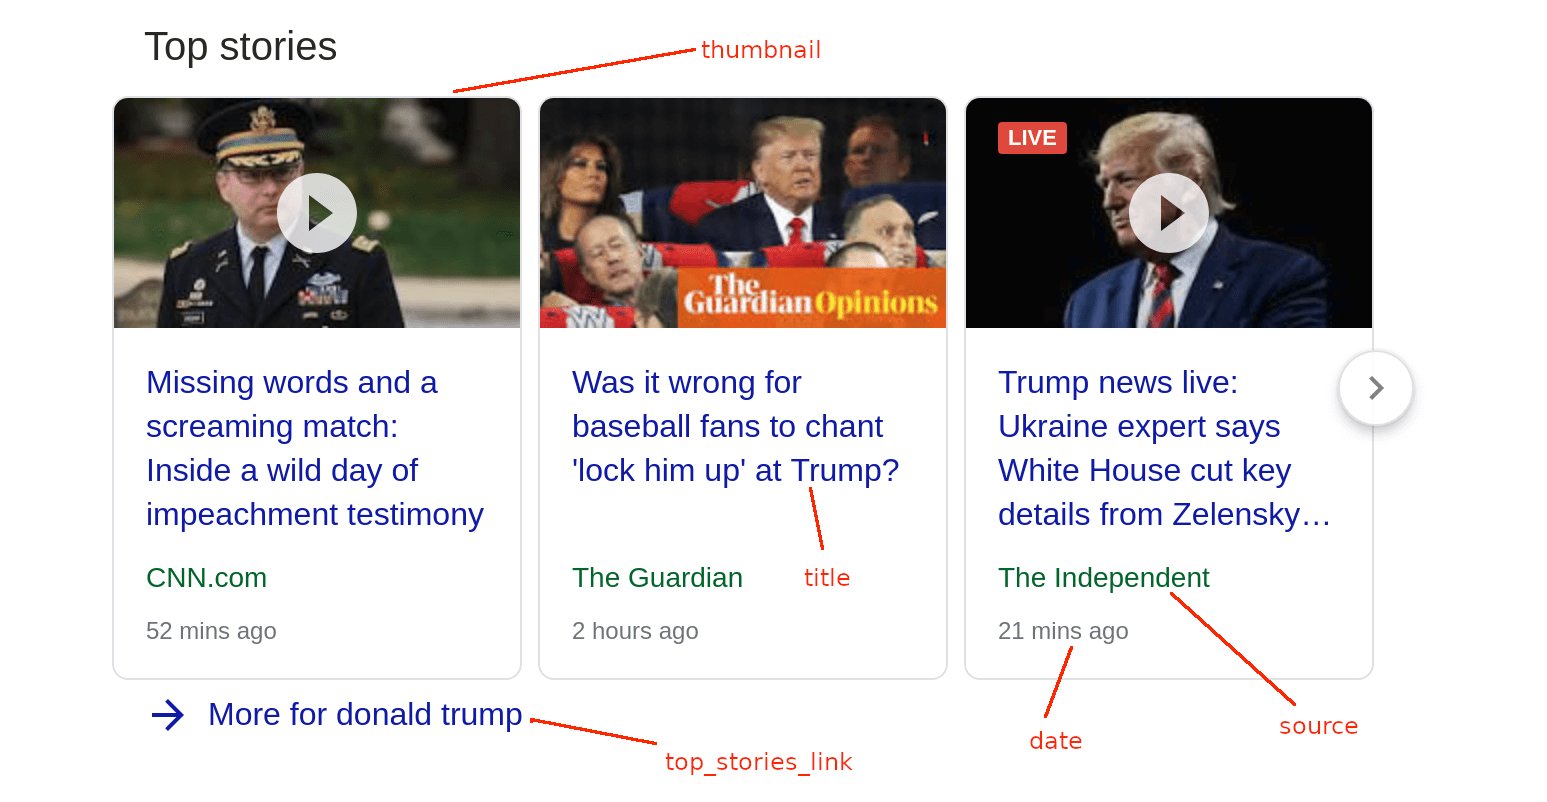 Top stories
thumbnail
LIVE
The
Guardian Opinions
Missing words and a
screaming match:
Inside a wild day of
impeachment testimony
CNN.com
52 mins ago
Was it wrong for
baseball fans to chant
'lock him up' at Trump?
The Guardian
title
2 hours ago
Trump news live:
Ukraine expert says
White House cut key
details from Zelensky…
The Independent
21 mins ago
More for donald trump
top_stories_link
date
source